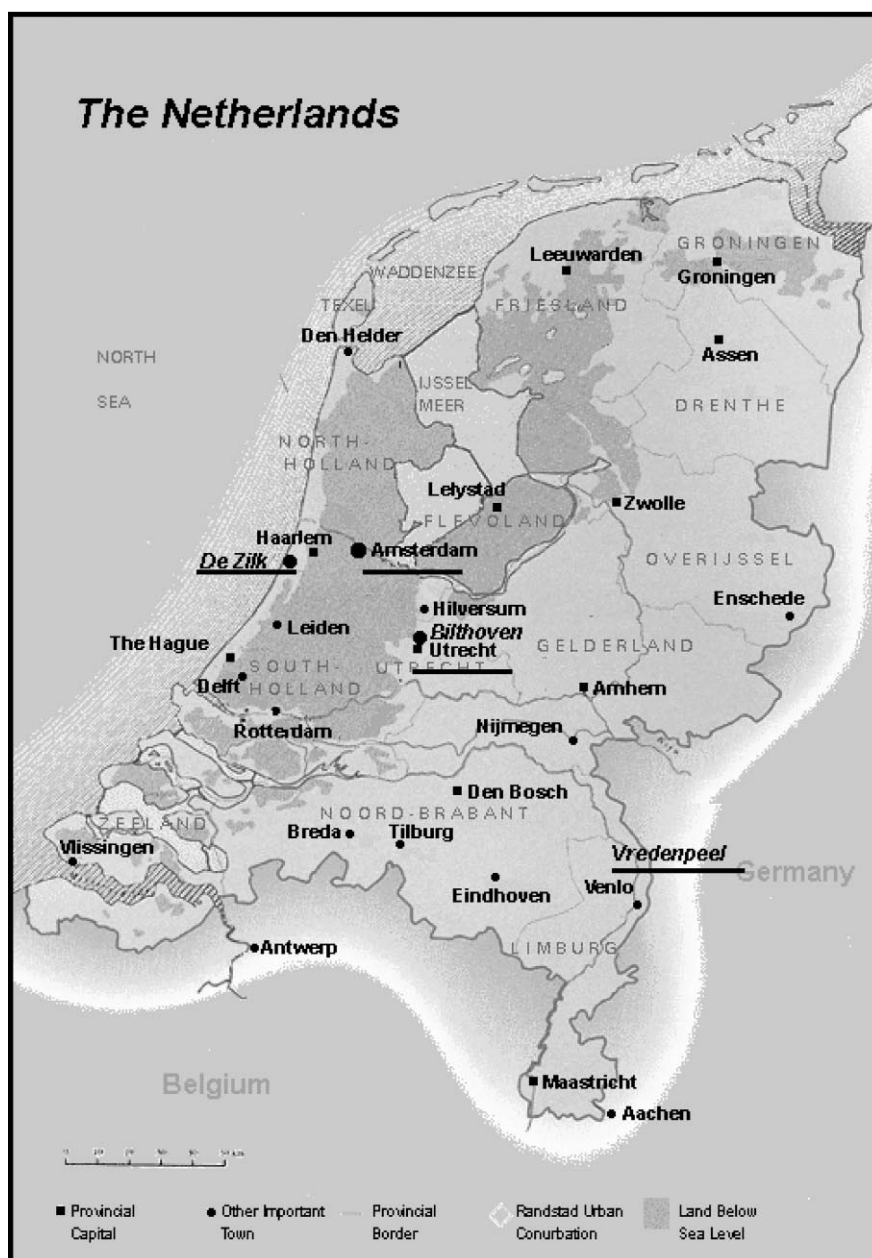 The Netherlands
GRONINGEN
Leeuwarden
Groningen
WADDENZEE
TEXEL
FRIESLAND
Den Helder
Assen
NORTH
SEA
IJSSEL
MEER
DRENTHE
NORTH-
HOLLAND
Lelystad
Zwolle
FLEVOLAND
Haarlem
Amsterdam
De Zilk
OVERIJSSEL
Enschede
Hilversum
Leiden
Bilthoven
The Hague
Utrecht
GELDERLAND
SOUTH-
HOLLAND
UTRECHT
Delft
Arnhem
Rotterdam
Nijmegen
Den Bosch
NOORD-BRABANT
ZEELAND
Breda
Tilburg
Vlissingen
Vredenpeel
Germany
Eindhoven
Venlo
Antwerp
LIMBURG
Belgium
Maastricht
Aachen
Provincial
Capital
Other Important
Town
Provincial
Border
Randstad Urban
Conurbation
Land Below
Sea Level